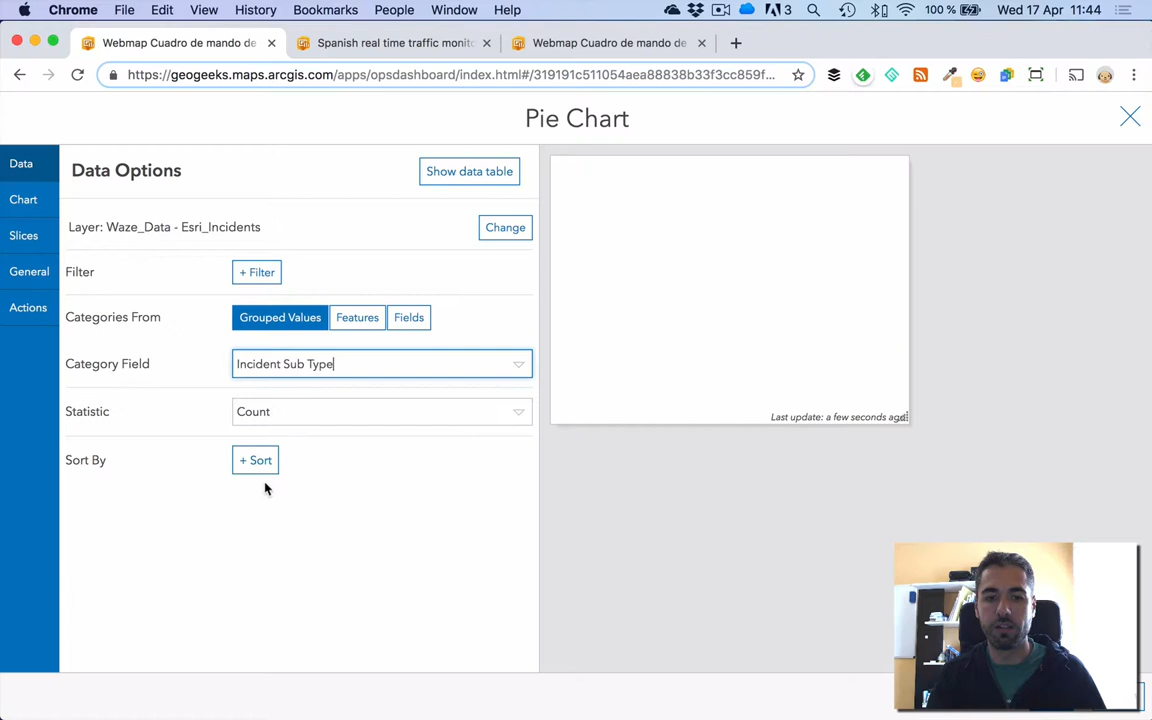 Chrome File Edit View History Bookmarks People Window Help 3 100 % Wed 17 Apr 11:44
Webmap Cuadro de mando de
Spanish real time traffic monito
Webmap Cuadro de mando de
https://geogeeks.maps.arcgis.com/apps/opsdashboard/index.html#/319191c511054aea88838b33f3cc859f...
Pie Chart
Data
Chart
Slices
General
Actions
Data Options
Show data table
Layer: Waze_Data - Esri_Incidents
Change
Filter
+ Filter
Categories From
Grouped Values
Features
Fields
Category Field
Incident Sub Type
Statistic
Count
Sort By
+ Sort
Last update: a few seconds ago